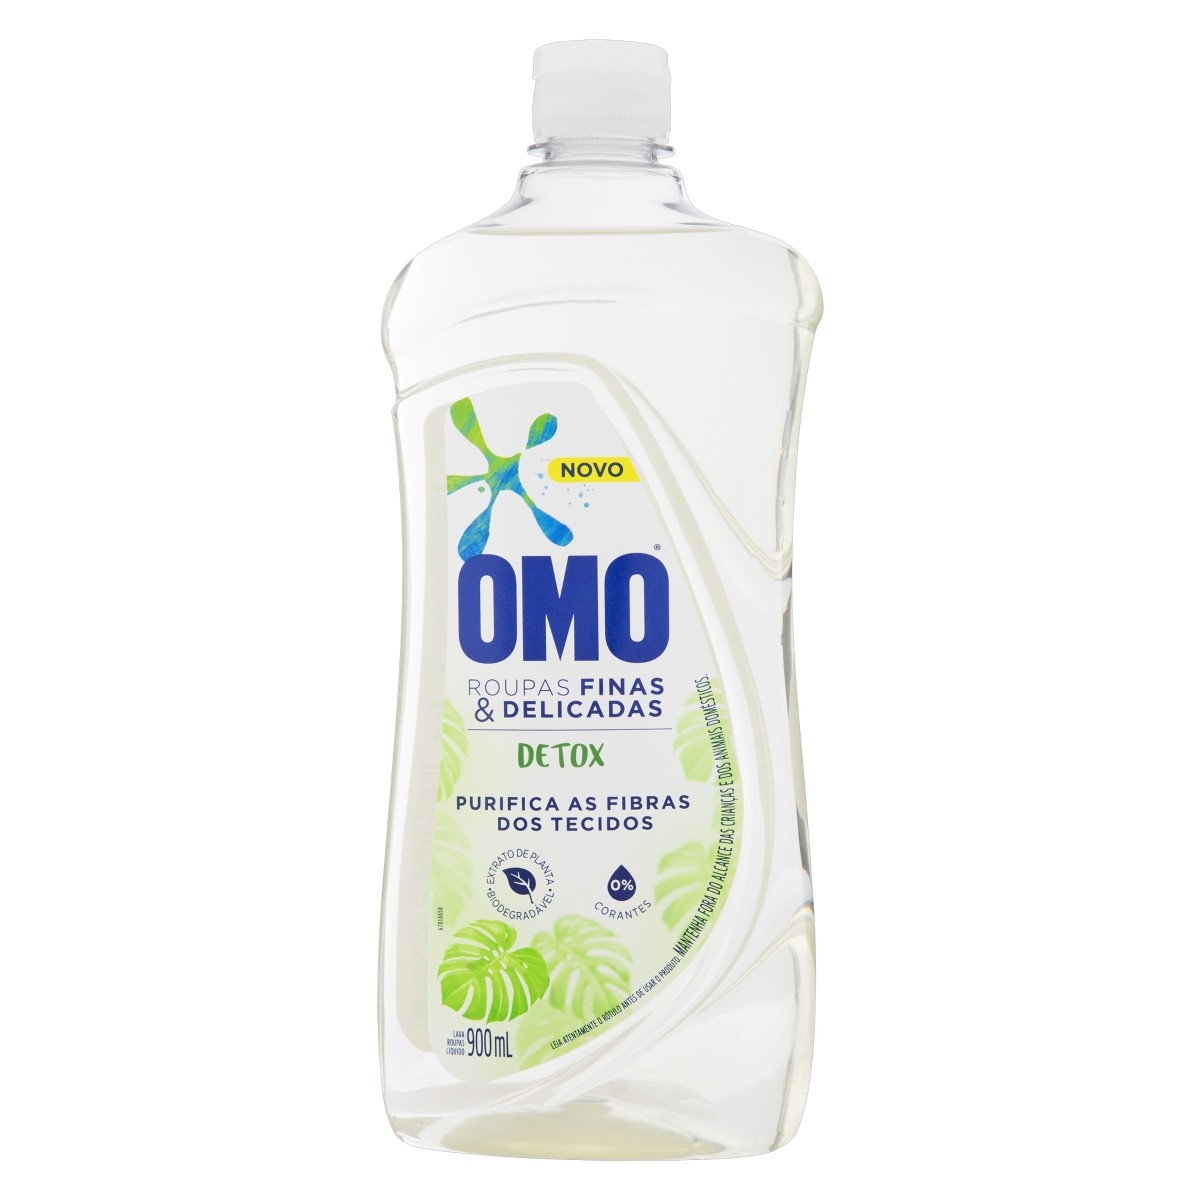 NOVO
OMO®
ROUPAS FINAS
& DELICADAS
DETOX
PURIFICA AS FIBRAS
DOS TECIDOS
EXTRATO DE PLANTA
• BIODEGRADÁVEL •
0%
CORANTES
LAVA
ROUPAS
LÍQUIDO
900mL
LEIA ATENTAMENTE O RÓTULO ANTES DE USAR O PRODUTO. MANTENHA FORA DO ALCANCE DAS CRIANÇAS E DOS ANIMAIS DOMÉSTICOS.